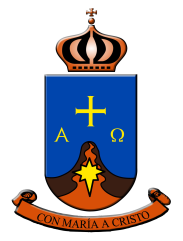 Α Ω
CON MARÍA A CRISTO